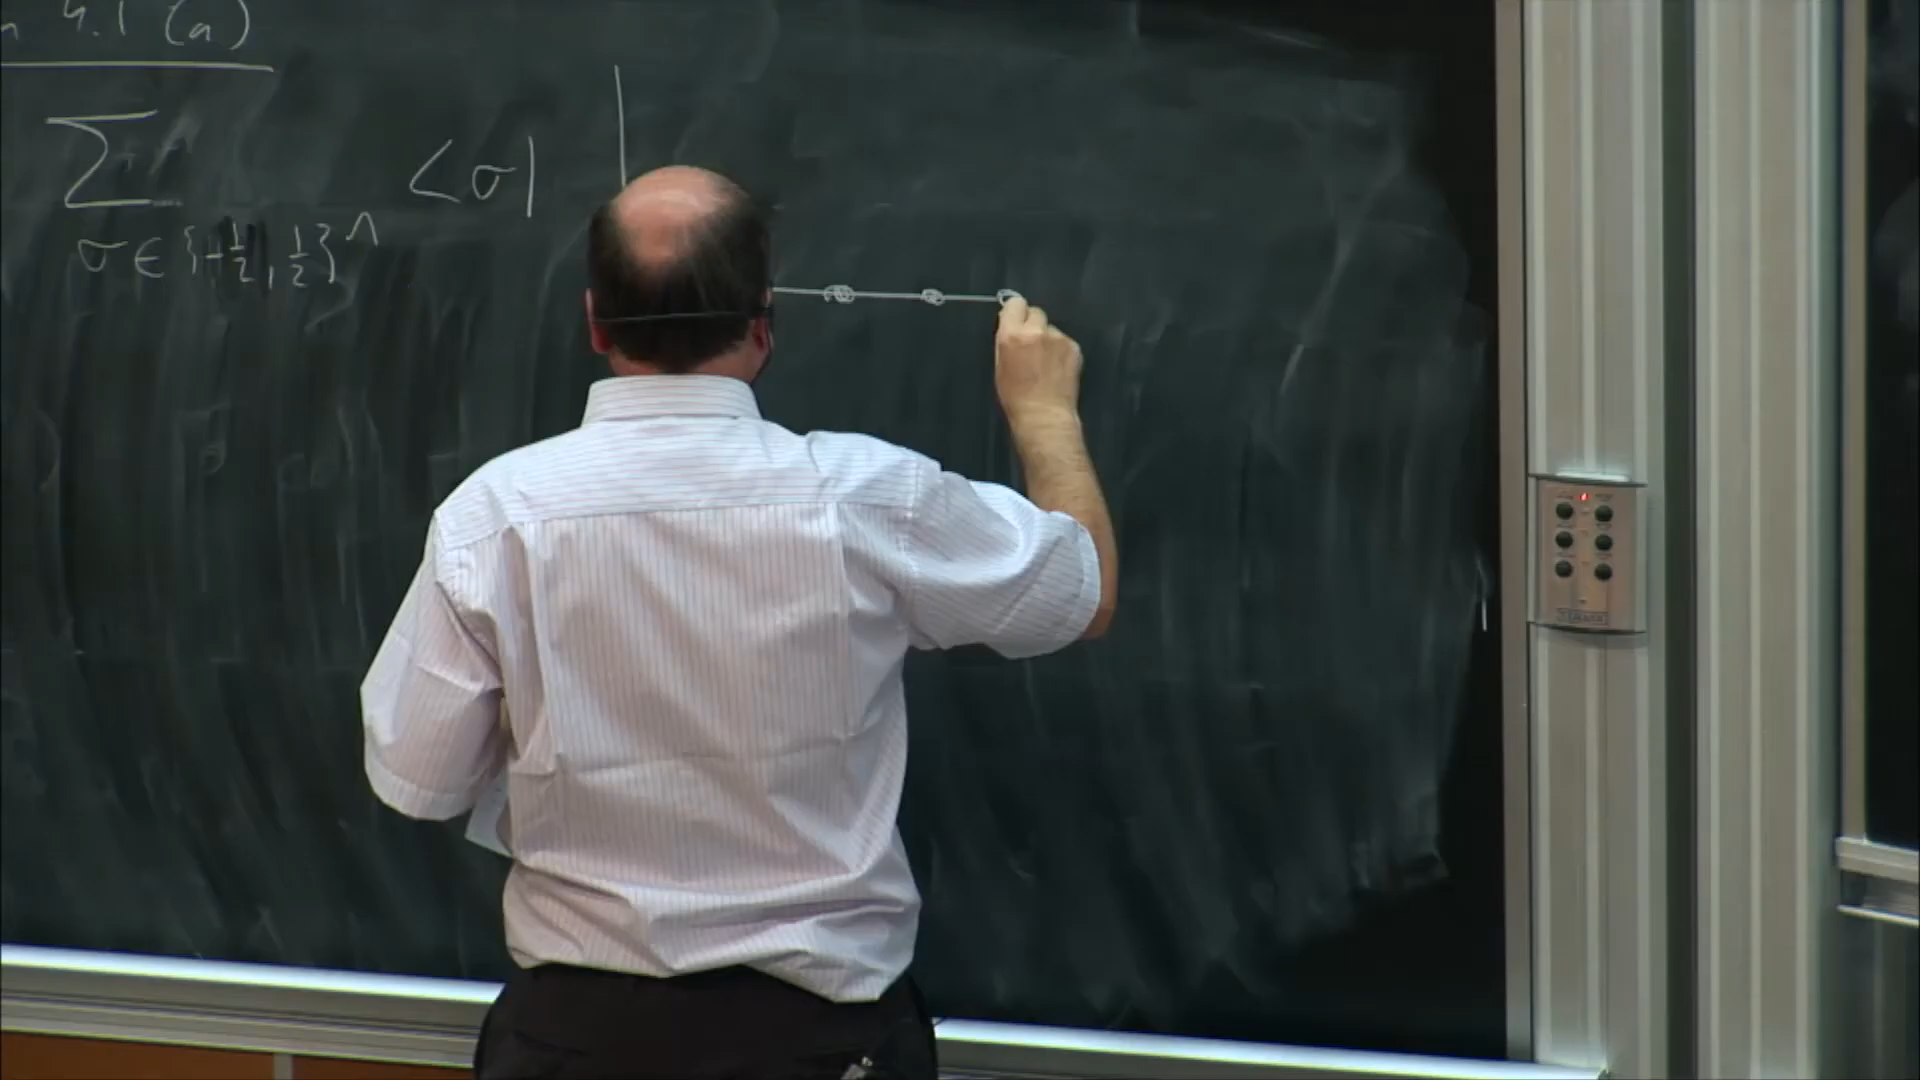 4.1 (a)
∑ <σ|
σ ∈ {-1/2, 1/2}^Λ